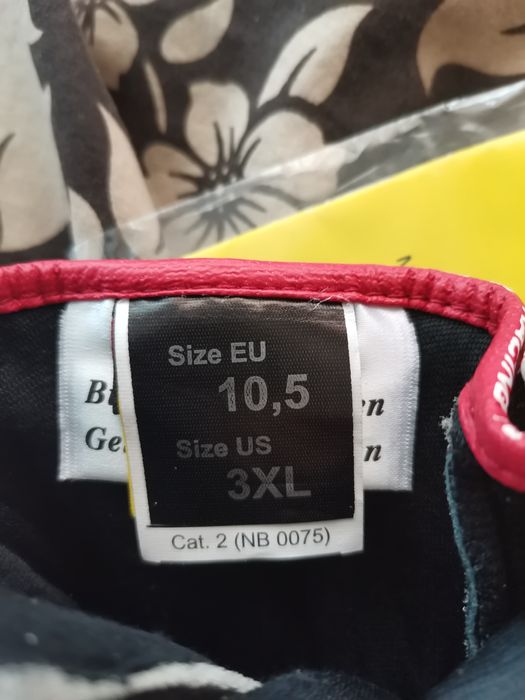 Size EU
10,5
Size US
3XL
Cat. 2 (NB 0075)